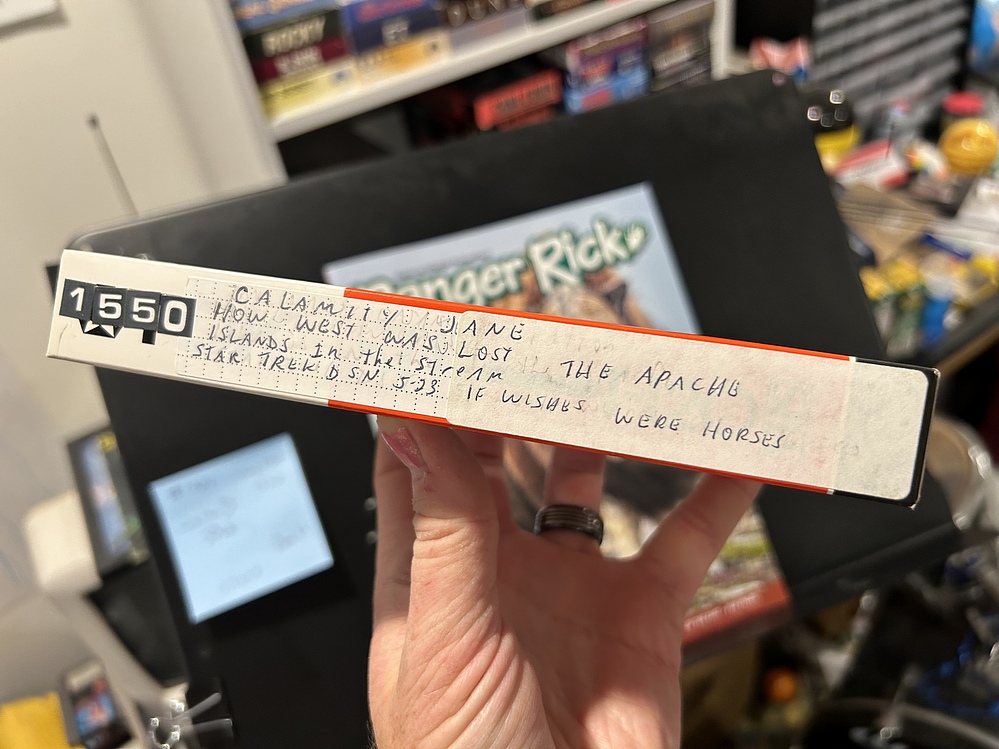 ROCKY
Ranger Rick
1550
CALAMITY JANE
HOW WEST WAS LOST THE APACHE
ISLANDS In the STREAM
STAR TREK DSN 5-23 IF WISHES WERE HORSES